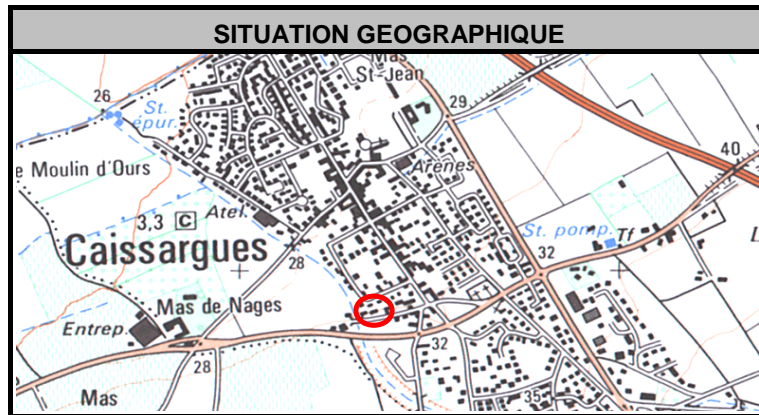 SITUATION GEOGRAPHIQUE
Mas
St-Jean
26
St.
épur.
29
40
e Moulin d'Ours
Arènes
Atel.
3,3 C
St. pomp.
Tf
Caissargues
28
32
L
Mas de Nages
Entrep.
32
28
35
Mas